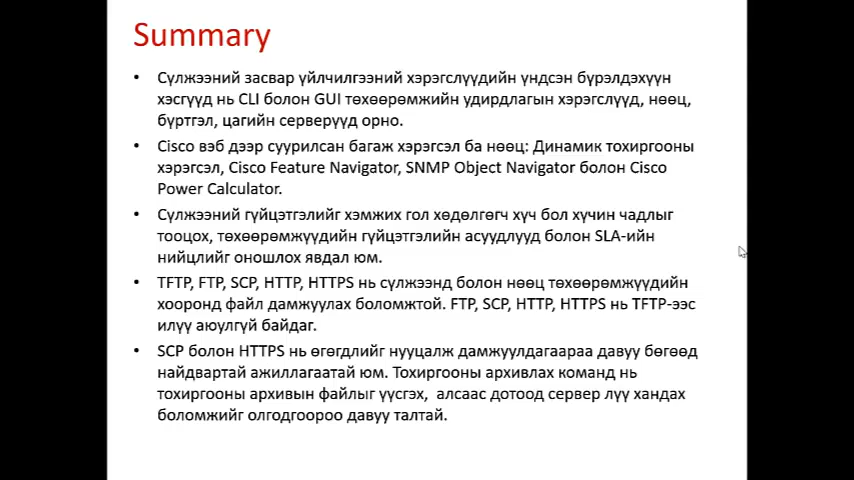 Summary
• Сүлжээний засвар үйлчилгээний хэрэгслүүдийн үндсэн бүрэлдэхүүн
хэсгүүд нь CLI болон GUI төхөөрөмжийн удирдлагын хэрэгслүүд, нөөц,
бүртгэл, цагийн серверүүд орно.
• Cisco вэб дээр суурилсан багаж хэрэгсэл ба нөөц: Динамик тохиргооны
хэрэгсэл, Cisco Feature Navigator, SNMP Object Navigator болон Cisco
Power Calculator.
• Сүлжээний гүйцэтгэлийг хэмжих гол хөдөлгөгч хүч бол хүчин чадлыг
тооцох, төхөөрөмжүүдийн гүйцэтгэлийн асуудлууд болон SLA-ийн
нийцлийг оношлох явдал юм.
• TFTP, FTP, SCP, HTTP, HTTPS нь сүлжээнд болон нөөц төхөөрөмжүүдийн
хооронд файл дамжуулах боломжтой. FTP, SCP, HTTP, HTTPS нь TFTP-ээс
илүү аюулгүй байдаг.
• SCP болон HTTPS нь өгөгдлийг нууцалж дамжуулдагаараа давуу бөгөөд
найдвартай ажиллагаатай юм. Тохиргооны архивлах команд нь
тохиргооны архивын файлыг үүсгэх, алсаас дотоод сервер лүү хандах
боломжийг олгодгоороо давуу талтай.